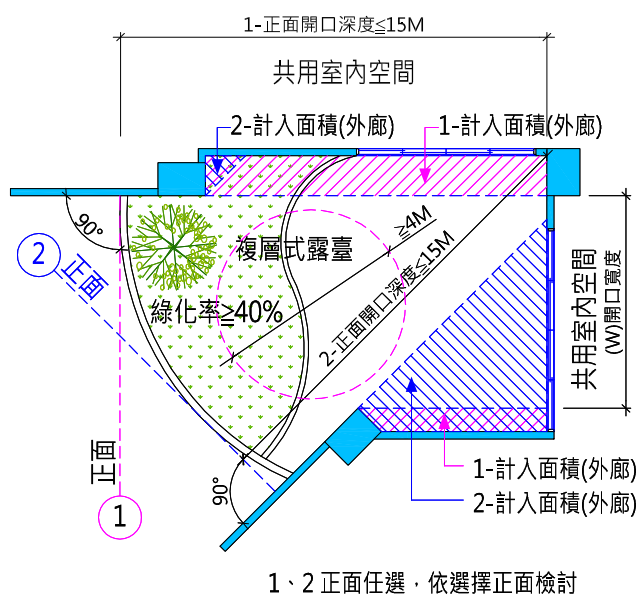 1-正面開口深度≦15M
共用室內空間
2-計入面積(外廊)
1-計入面積(外廊)
90°
2
正面
複層式露臺
≧4M
2-正面開口深度≦15M
綠化率≧40%
共用室內空間
(W)開口寬度
正面
1
90°
1-計入面積(外廊)
2-計入面積(外廊)
1、2 正面任選，依選擇正面檢討